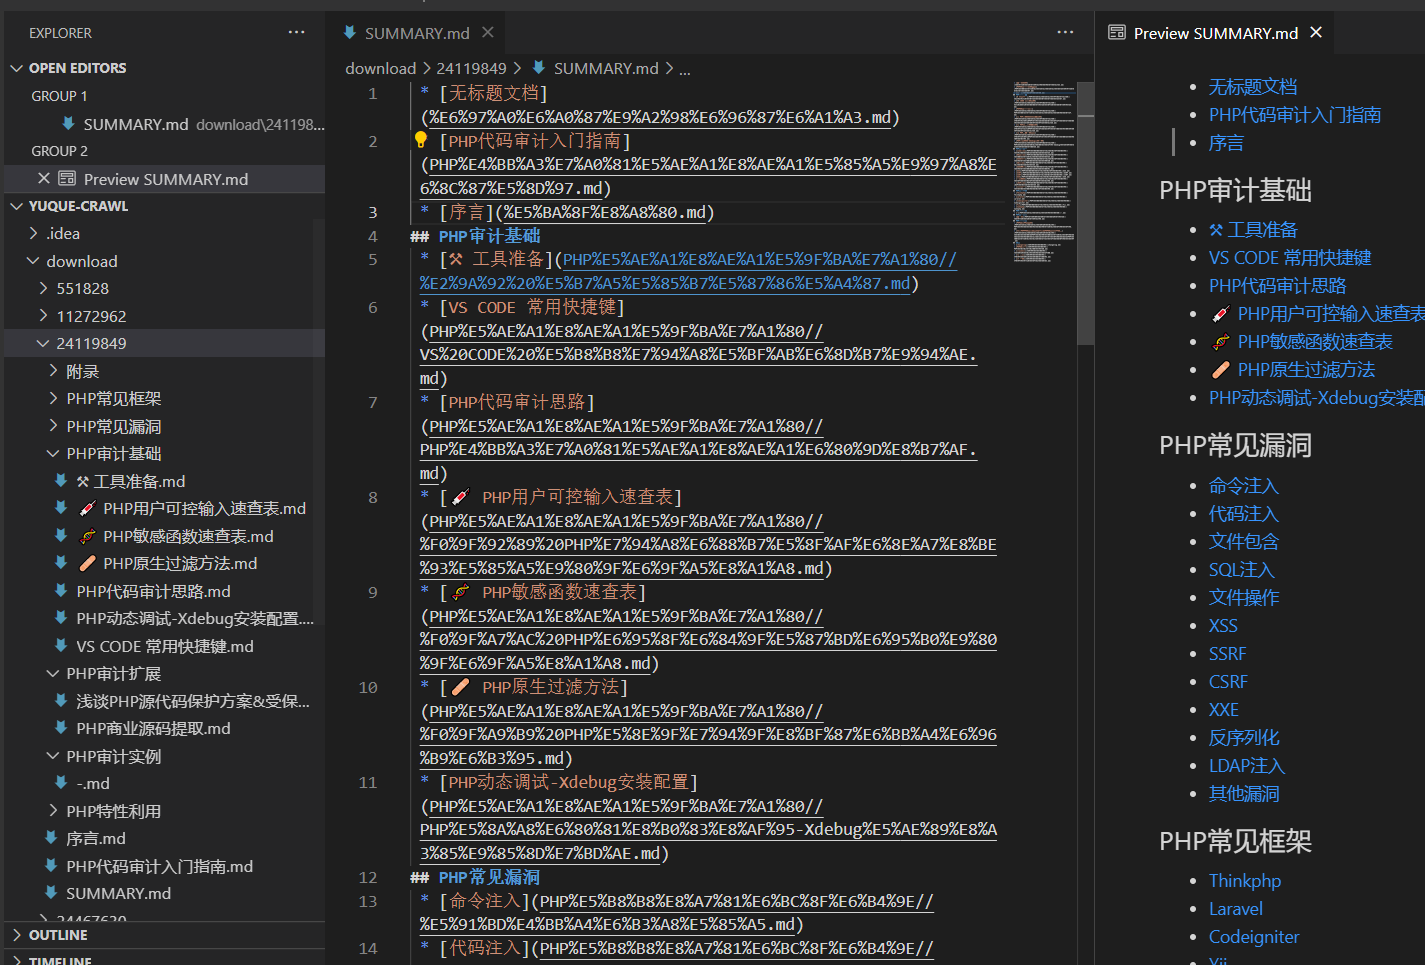 EXPLORER
OPEN EDITORS
GROUP 1
SUMMARY.md download\241198...
GROUP 2
Preview SUMMARY.md
YUQUE-CRAWL
.idea
download
551828
11272962
24119849
附录
PHP常见框架
PHP常见漏洞
PHP审计基础
⚒ 工具准备.md
💉 PHP用户可控输入速查表.md
🧬 PHP敏感函数速查表.md
🩹 PHP原生过滤方法.md
PHP代码审计思路.md
PHP动态调试-Xdebug安装配置....
VS CODE 常用快捷键.md
PHP审计扩展
浅谈PHP源代码保护方案&受保...
PHP商业源码提取.md
PHP审计实例
-.md
PHP特性利用
序言.md
PHP代码审计入门指南.md
SUMMARY.md
24467630
OUTLINE
TIMELINE
SUMMARY.md
download > 24119849 > SUMMARY.md > ...
1 * [无标题文档]
(%E6%97%A0%E6%A0%87%E9%A2%98%E6%96%87%E6%A1%A3.md)
2 * [PHP代码审计入门指南]
(PHP%E4%BB%A3%E7%A0%81%E5%AE%A1%E8%AE%A1%E5%85%A5%E9%97%A8%E
6%8C%87%E5%8D%97.md)
3 * [序言](%E5%BA%8F%E8%A8%80.md)
4 ## PHP审计基础
5 * [⚒ 工具准备](PHP%E5%AE%A1%E8%AE%A1%E5%9F%BA%E7%A1%80//
%E2%9A%92%20%E5%B7%A5%E5%85%B7%E5%87%86%E5%A4%87.md)
6 * [VS CODE 常用快捷键]
(PHP%E5%AE%A1%E8%AE%A1%E5%9F%BA%E7%A1%80//
VS%20CODE%20%E5%B8%B8%E7%94%A8%E5%BF%AB%E6%8D%B7%E9%94%AE.
md)
7 * [PHP代码审计思路]
(PHP%E5%AE%A1%E8%AE%A1%E5%9F%BA%E7%A1%80//
PHP%E4%BB%A3%E7%A0%81%E5%AE%A1%E8%AE%A1%E6%80%9D%E8%B7%AF.
md)
8 * [💉 PHP用户可控输入速查表]
(PHP%E5%AE%A1%E8%AE%A1%E5%9F%BA%E7%A1%80//
%F0%9F%92%89%20PHP%E7%94%A8%E6%88%B7%E5%8F%AF%E6%8E%A7%E8%BE
%93%E5%85%A5%E9%80%9F%E6%9F%A5%E8%A1%A8.md)
9 * [🧬 PHP敏感函数速查表]
(PHP%E5%AE%A1%E8%AE%A1%E5%9F%BA%E7%A1%80//
%F0%9F%A7%AC%20PHP%E6%95%8F%E6%84%9F%E5%87%BD%E6%95%B0%E9%80
%9F%E6%9F%A5%E8%A1%A8.md)
10 * [🩹 PHP原生过滤方法]
(PHP%E5%AE%A1%E8%AE%A1%E5%9F%BA%E7%A1%80//
%F0%9F%A9%B9%20PHP%E5%8E%9F%E7%94%9F%E8%BF%87%E6%BB%A4%E6%96
%B9%E6%B3%95.md)
11 * [PHP动态调试-Xdebug安装配置]
(PHP%E5%AE%A1%E8%AE%A1%E5%9F%BA%E7%A1%80//
PHP%E5%8A%A8%E6%80%81%E8%B0%83%E8%AF%95-Xdebug%E5%AE%89%E8%A
3%85%E9%85%8D%E7%BD%AE.md)
12 ## PHP常见漏洞
13 * [命令注入](PHP%E5%B8%B8%E8%A7%81%E6%BC%8F%E6%B4%9E//
%E5%91%BD%E4%BB%A4%E6%B3%A8%E5%85%A5.md)
14 * [代码注入](PHP%E5%B8%B8%E8%A7%81%E6%BC%8F%E6%B4%9E//
Preview SUMMARY.md
无标题文档
PHP代码审计入门指南
序言
PHP审计基础
⚒ 工具准备
VS CODE 常用快捷键
PHP代码审计思路
💉 PHP用户可控输入速查表
🧬 PHP敏感函数速查表
🩹 PHP原生过滤方法
PHP动态调试-Xdebug安装配
PHP常见漏洞
命令注入
代码注入
文件包含
SQL注入
文件操作
XSS
SSRF
CSRF
XXE
反序列化
LDAP注入
其他漏洞
PHP常见框架
Thinkphp
Laravel
Codeigniter
Yii